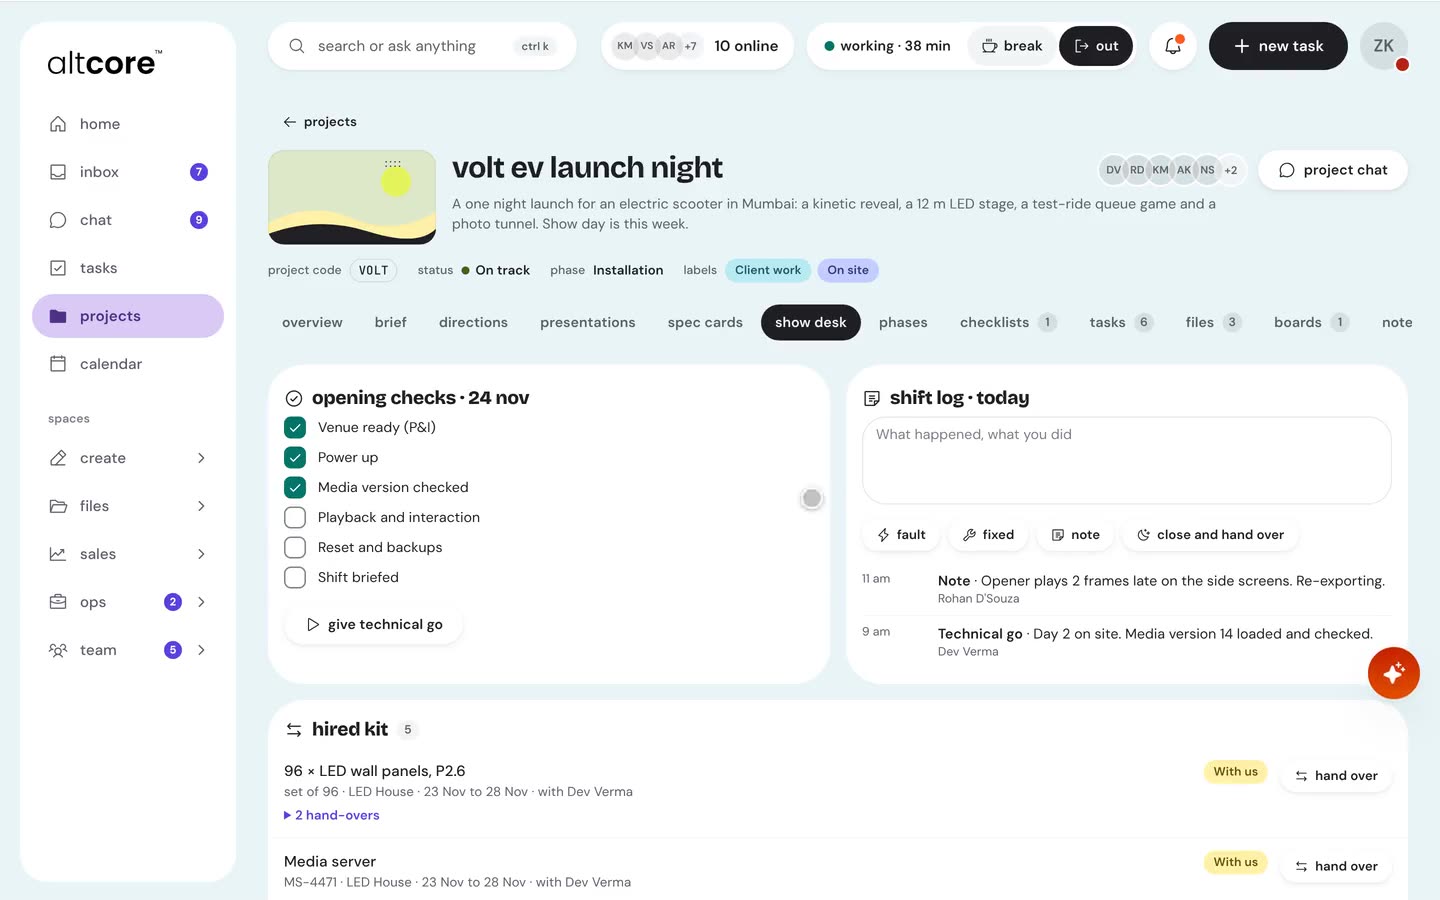 altcore™
search or ask anything
ctrl k
KM VS AR +7
10 online
working · 38 min
break
out
new task
ZK
home
inbox
7
chat
9
tasks
projects
calendar
spaces
create
files
sales
ops
2
team
5
projects
volt ev launch night
A one night launch for an electric scooter in Mumbai: a kinetic reveal, a 12 m LED stage, a test-ride queue game and a
photo tunnel. Show day is this week.
DV RD KM AK NS +2
project chat
project code VOLT status On track phase Installation labels Client work On site
overview brief directions presentations spec cards show desk phases checklists 1 tasks 6 files 3 boards 1 note
opening checks · 24 nov
Venue ready (P&I)
Power up
Media version checked
Playback and interaction
Reset and backups
Shift briefed
give technical go
shift log · today
What happened, what you did
fault
fixed
note
close and hand over
11 am
Note · Opener plays 2 frames late on the side screens. Re-exporting.
Rohan D'Souza
9 am
Technical go · Day 2 on site. Media version 14 loaded and checked.
Dev Verma
hired kit 5
96 × LED wall panels, P2.6
set of 96 · LED House · 23 Nov to 28 Nov · with Dev Verma
2 hand-overs
With us
hand over
Media server
MS-4471 · LED House · 23 Nov to 28 Nov · with Dev Verma
With us
hand over